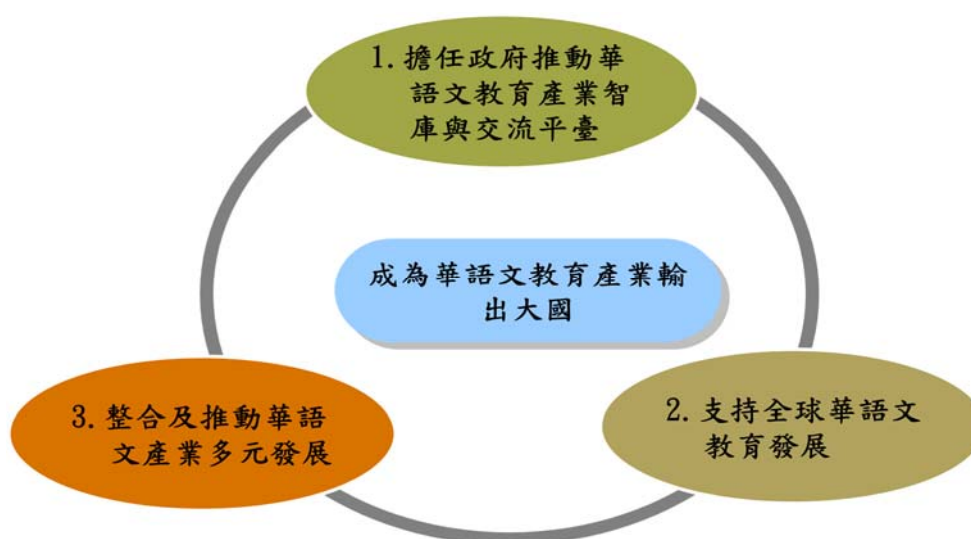 1. 擔任政府推動華
語文教育產業智
庫與交流平臺
成為華語文教育產業輸
出大國
3. 整合及推動華語
文產業多元發展
2. 支持全球華語文
教育發展